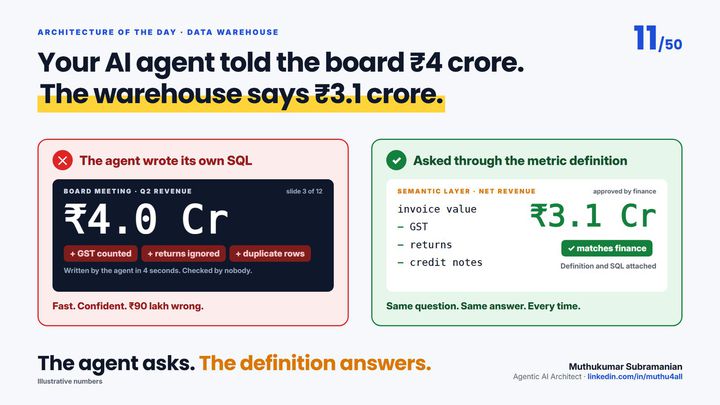 ARCHITECTURE OF THE DAY · DATA WAREHOUSE
11/50
Your AI agent told the board ₹4 crore.
The warehouse says ₹3.1 crore.
The agent wrote its own SQL
BOARD MEETING · Q2 REVENUE
slide 3 of 12
₹4.0 Cr
+ GST counted
+ returns ignored
+ duplicate rows
Written by the agent in 4 seconds. Checked by nobody.
Fast. Confident. ₹90 lakh wrong.
Asked through the metric definition
SEMANTIC LAYER · NET REVENUE
approved by finance
invoice value
– GST
– returns
– credit notes
₹3.1 Cr
✓ matches finance
Definition and SQL attached
Same question. Same answer. Every time.
The agent asks. The definition answers.
Illustrative numbers
Muthukumar Subramanian
Agentic AI Architect · linkedin.com/in/muthu4all